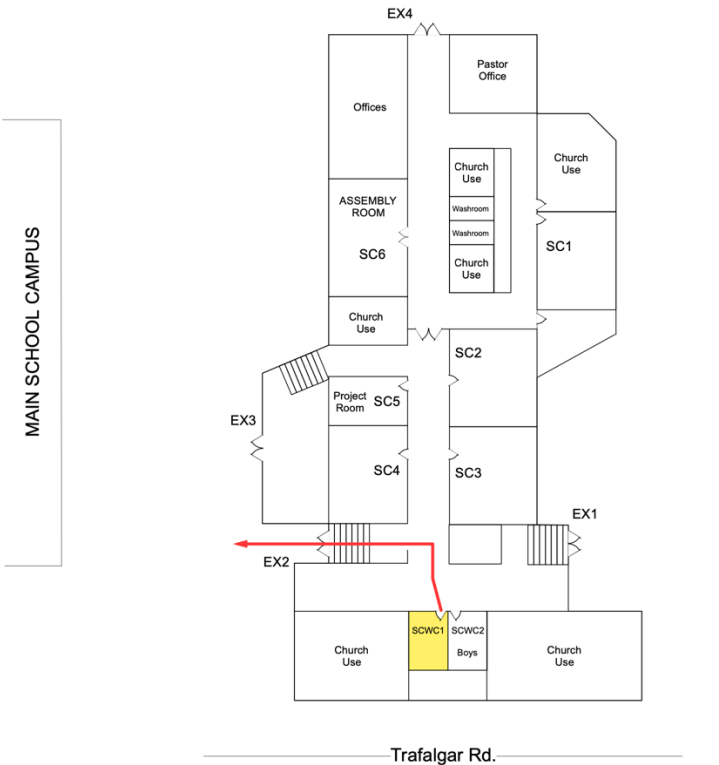 EX4
Pastor
Office
Offices
Church
Use
Church
Use
ASSEMBLY
ROOM
Washroom
Washroom
SC6
SC1
Church
Use
Church
Use
SC2
MAIN SCHOOL CAMPUS
Project
Room
SC5
EX3
SC4
SC3
EX1
EX2
SCWC1
SCWC2
Boys
Church
Use
Church
Use
Trafalgar Rd.